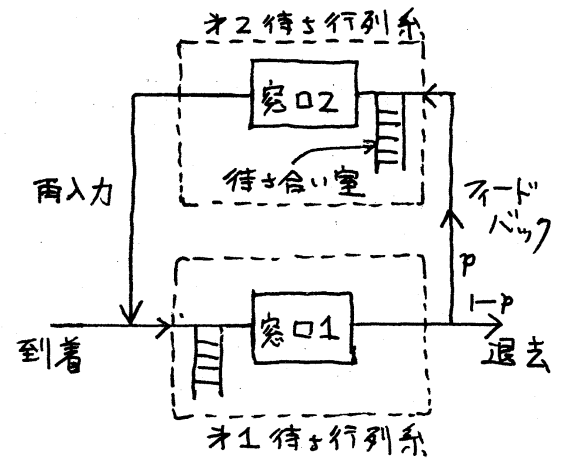 才2待ち行列系
窓口2
待ち合い室
再入力
フィード
バック
p
1-p
窓口1
到着
退去
才1待ち行列系